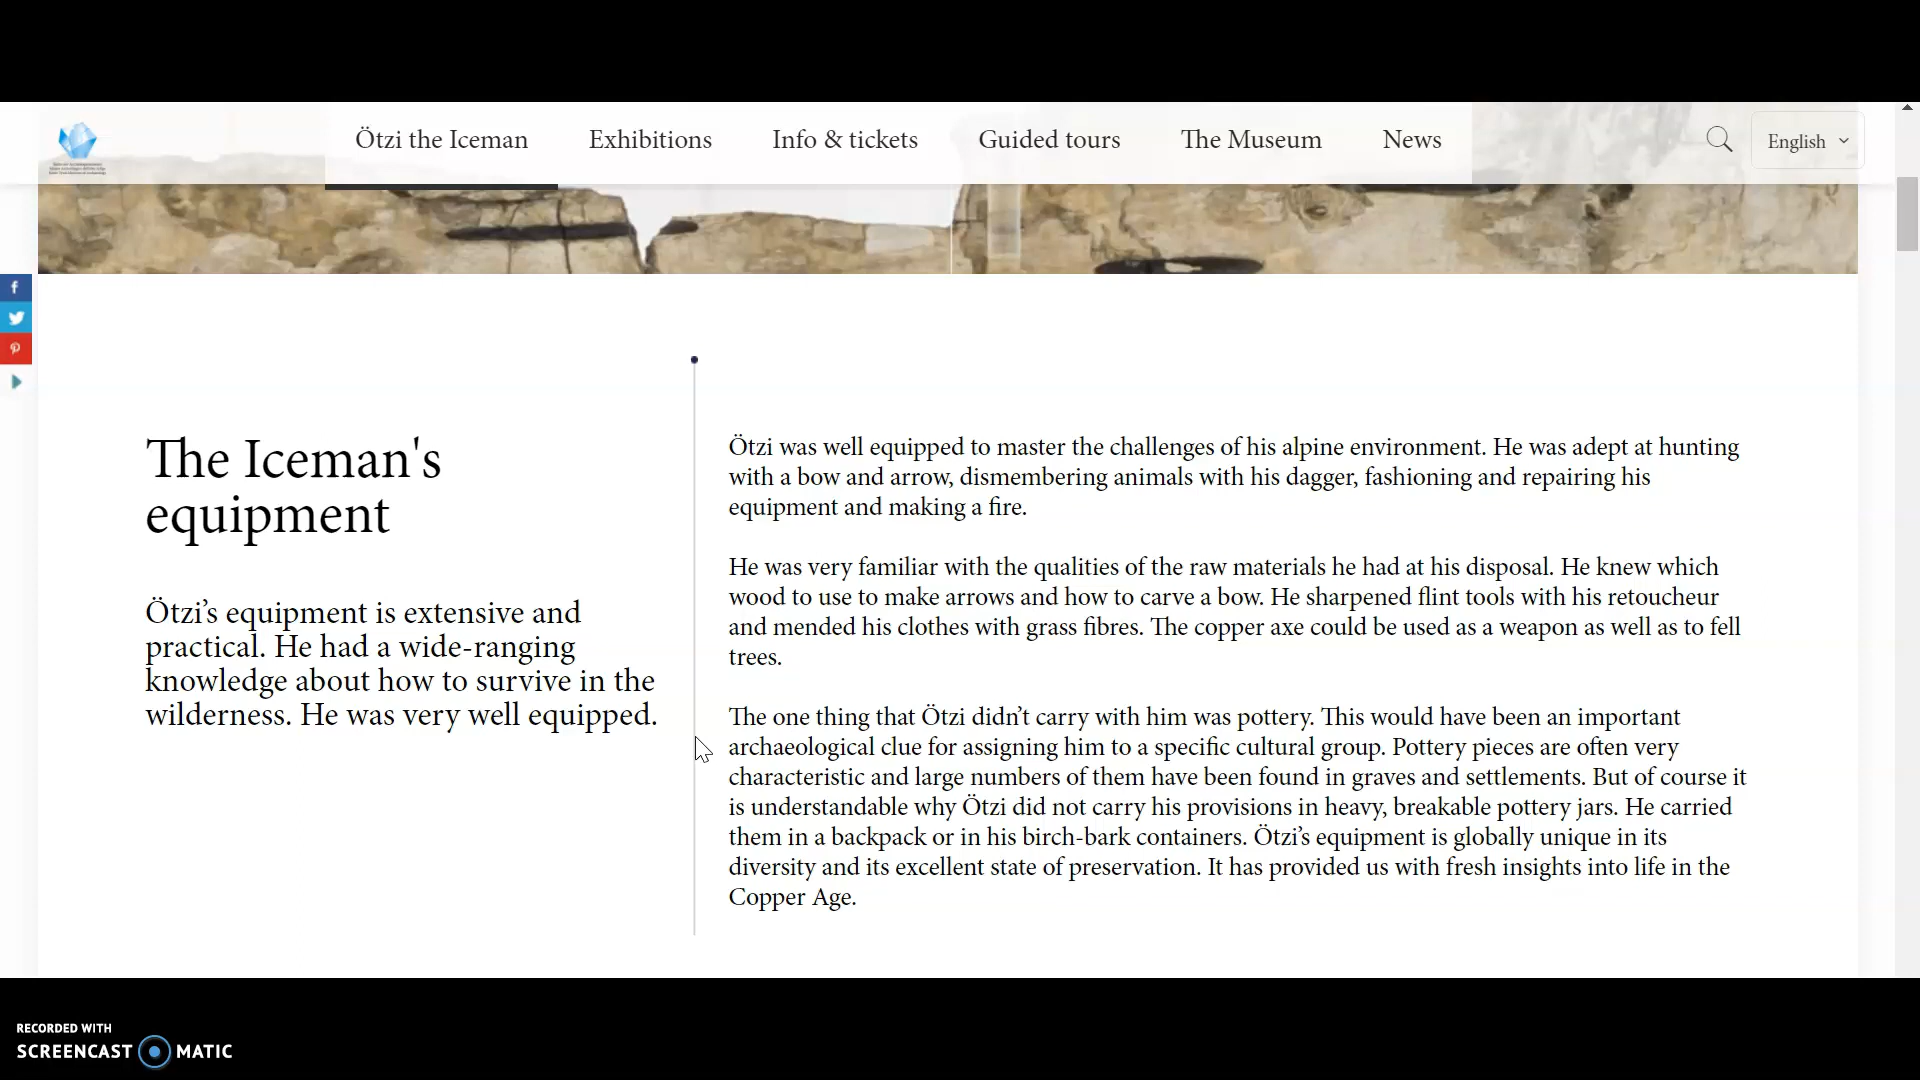 Ötzi the Iceman
Exhibitions
Info & tickets
Guided tours
The Museum
News
English
The Iceman's
equipment
Ötzi’s equipment is extensive and
practical. He had a wide-ranging
knowledge about how to survive in the
wilderness. He was very well equipped.
Ötzi was well equipped to master the challenges of his alpine environment. He was adept at hunting
with a bow and arrow, dismembering animals with his dagger, fashioning and repairing his
equipment and making a fire.
He was very familiar with the qualities of the raw materials he had at his disposal. He knew which
wood to use to make arrows and how to carve a bow. He sharpened flint tools with his retoucheur
and mended his clothes with grass fibres. The copper axe could be used as a weapon as well as to fell
trees.
The one thing that Ötzi didn’t carry with him was pottery. This would have been an important
archaeological clue for assigning him to a specific cultural group. Pottery pieces are often very
characteristic and large numbers of them have been found in graves and settlements. But of course it
is understandable why Ötzi did not carry his provisions in heavy, breakable pottery jars. He carried
them in a backpack or in his birch-bark containers. Ötzi’s equipment is globally unique in its
diversity and its excellent state of preservation. It has provided us with fresh insights into life in the
Copper Age.
RECORDED WITH
SCREENCAST MATIC